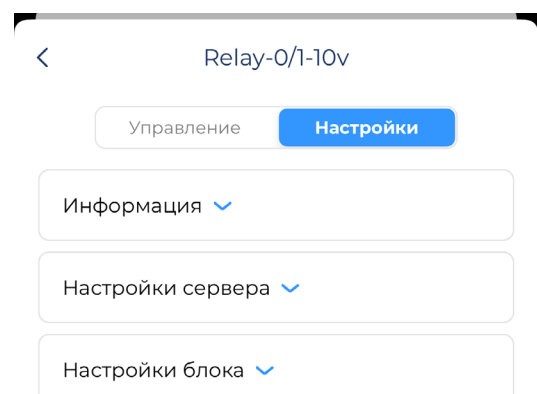 Relay-0/1-10v
Управление
Настройки
Информация
Настройки сервера
Настройки блока